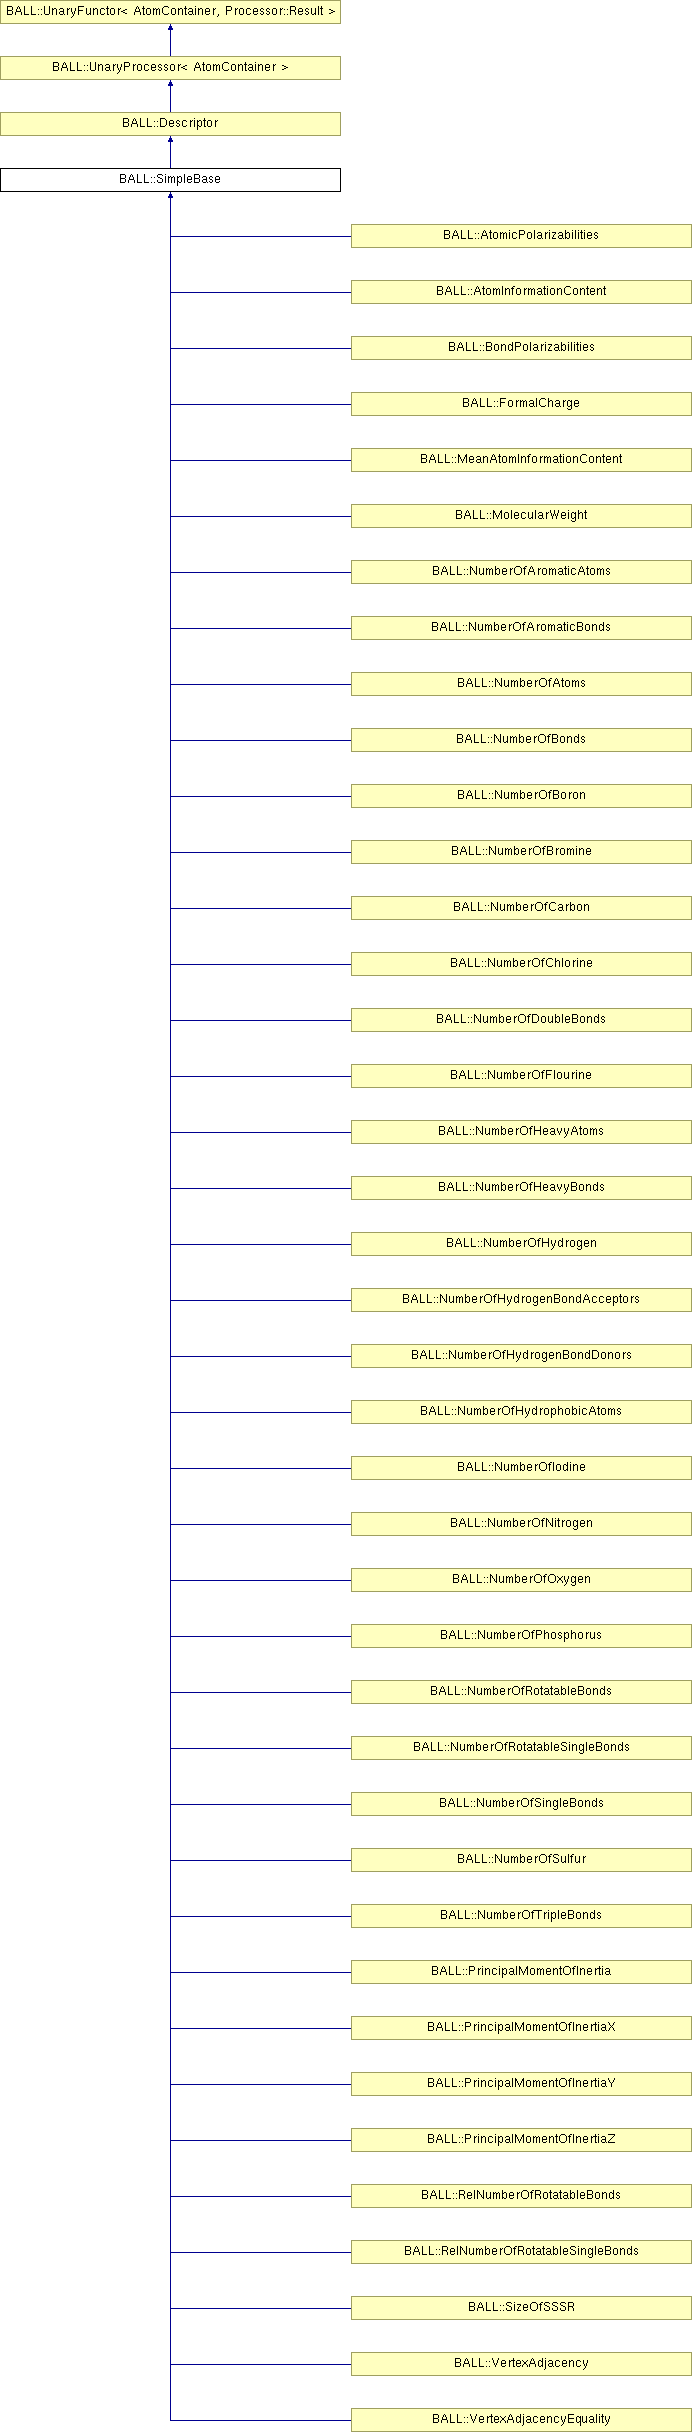 BALL::UnaryFunctor< AtomContainer, Processor::Result >
BALL::UnaryProcessor< AtomContainer >
BALL::Descriptor
BALL::SimpleBase
BALL::AtomicPolarizabilities
BALL::AtomInformationContent
BALL::BondPolarizabilities
BALL::FormalCharge
BALL::MeanAtomInformationContent
BALL::MolecularWeight
BALL::NumberOfAromaticAtoms
BALL::NumberOfAromaticBonds
BALL::NumberOfAtoms
BALL::NumberOfBonds
BALL::NumberOfBoron
BALL::NumberOfBromine
BALL::NumberOfCarbon
BALL::NumberOfChlorine
BALL::NumberOfDoubleBonds
BALL::NumberOfFlourine
BALL::NumberOfHeavyAtoms
BALL::NumberOfHeavyBonds
BALL::NumberOfHydrogen
BALL::NumberOfHydrogenBondAcceptors
BALL::NumberOfHydrogenBondDonors
BALL::NumberOfHydrophobicAtoms
BALL::NumberOfIodine
BALL::NumberOfNitrogen
BALL::NumberOfOxygen
BALL::NumberOfPhosphorus
BALL::NumberOfRotatableBonds
BALL::NumberOfRotatableSingleBonds
BALL::NumberOfSingleBonds
BALL::NumberOfSulfur
BALL::NumberOfTripleBonds
BALL::PrincipalMomentOfInertia
BALL::PrincipalMomentOfInertiaX
BALL::PrincipalMomentOfInertiaY
BALL::PrincipalMomentOfInertiaZ
BALL::RelNumberOfRotatableBonds
BALL::RelNumberOfRotatableSingleBonds
BALL::SizeOfSSSR
BALL::VertexAdjacency
BALL::VertexAdjacencyEquality